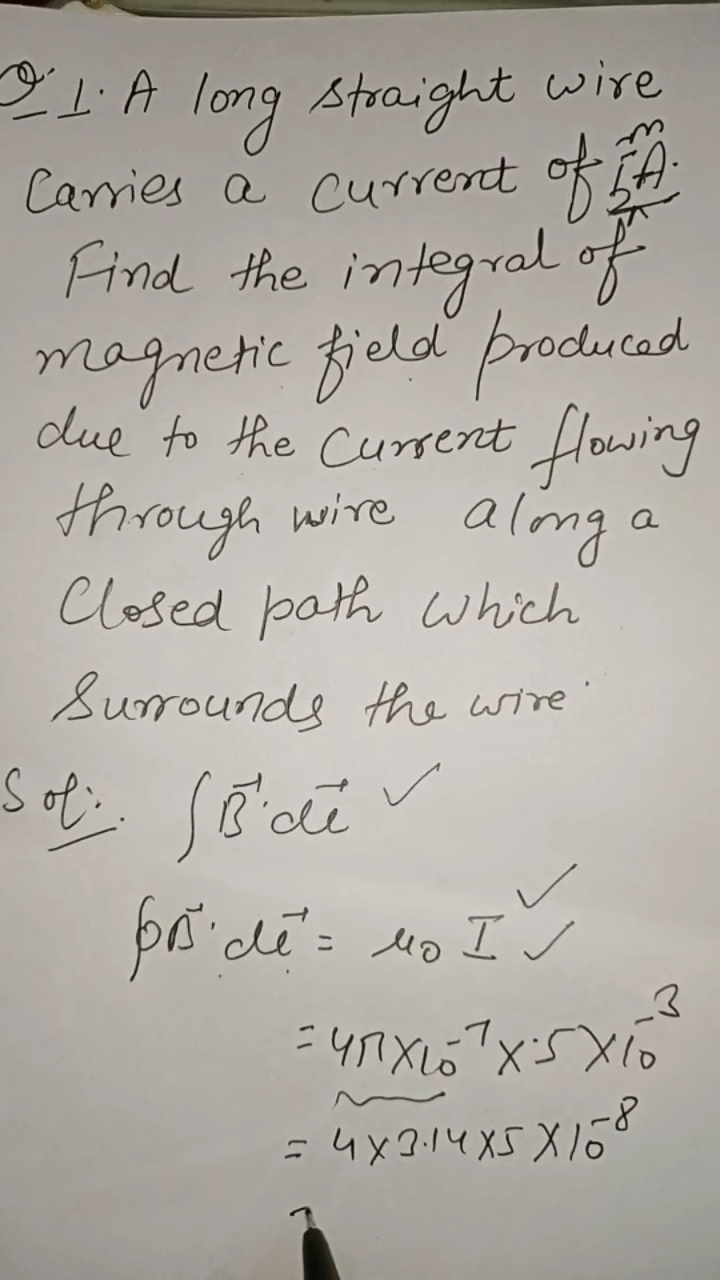 Q.1. A long straight wire
Carries a current of
Find the integral of
magnetic field produced
due to the current flowing
through wire along a
Closed path which
Surrounds the wire.
Sol:. ∫B⃗·dl⃗ ✓
∮B⃗·dl⃗ = μ0 I ✓ ✓
= 4π×10⁻⁷×·5×10⁻³
= 4×3.14×5×10⁻⁸